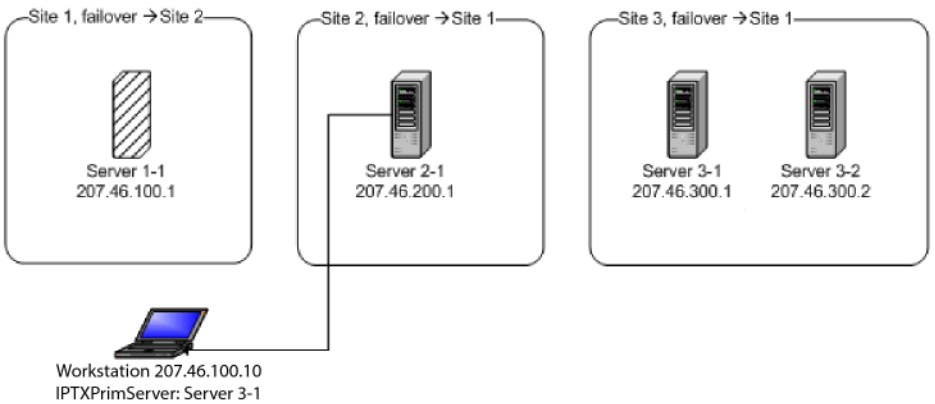 Site 1, failover →Site 2
Site 2, failover →Site 1
Site 3, failover →Site 1
Server 1-1
207.46.100.1
Server 2-1
207.46.200.1
Server 3-1
207.46.300.1
Server 3-2
207.46.300.2
Workstation 207.46.100.10
IPTXPrimServer: Server 3-1